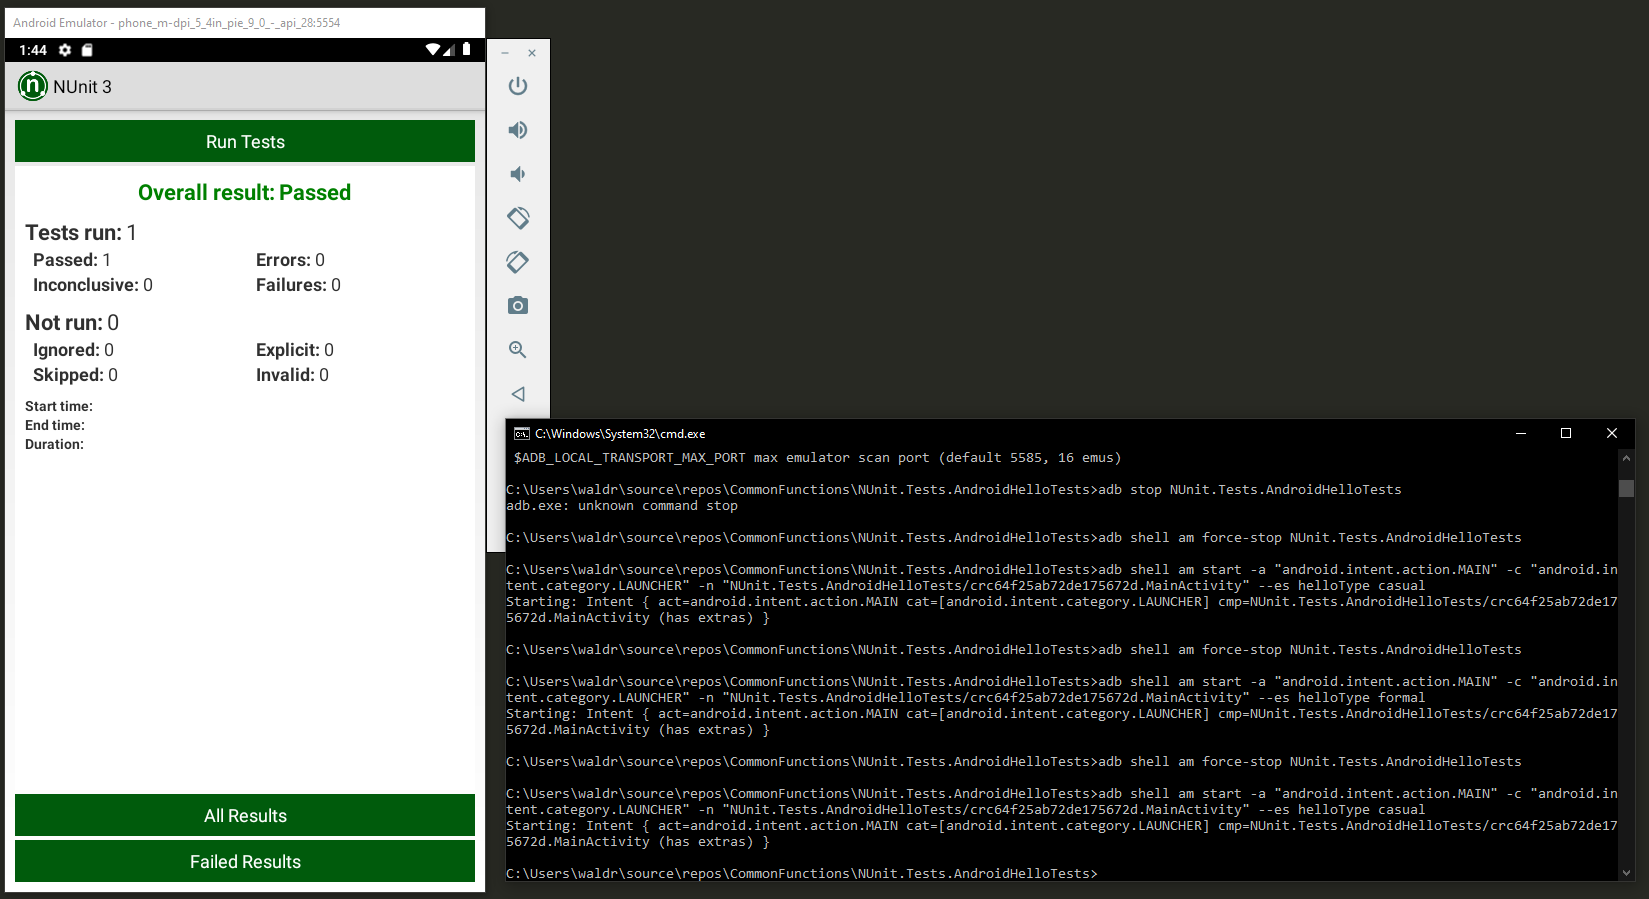 Android Emulator - phone_m-dpi_5_4in_pie_9_0_-_api_28:5554
1:44
n NUnit 3
Run Tests
Overall result: Passed
Tests run: 1
Passed: 1 Errors: 0
Inconclusive: 0 Failures: 0
Not run: 0
Ignored: 0 Explicit: 0
Skipped: 0 Invalid: 0
Start time:
End time:
Duration:
All Results
Failed Results
C:\Windows\System32\cmd.exe
$ADB_LOCAL_TRANSPORT_MAX_PORT max emulator scan port (default 5585, 16 emus)
C:\Users\waldr\source\repos\CommonFunctions\NUnit.Tests.AndroidHelloTests>adb stop NUnit.Tests.AndroidHelloTests
adb.exe: unknown command stop
C:\Users\waldr\source\repos\CommonFunctions\NUnit.Tests.AndroidHelloTests>adb shell am force-stop NUnit.Tests.AndroidHelloTests
C:\Users\waldr\source\repos\CommonFunctions\NUnit.Tests.AndroidHelloTests>adb shell am start -a "android.intent.action.MAIN" -c "android.in
tent.category.LAUNCHER" -n "NUnit.Tests.AndroidHelloTests/crc64f25ab72de175672d.MainActivity" --es helloType casual
Starting: Intent { act=android.intent.action.MAIN cat=[android.intent.category.LAUNCHER] cmp=NUnit.Tests.AndroidHelloTests/crc64f25ab72de17
5672d.MainActivity (has extras) }
C:\Users\waldr\source\repos\CommonFunctions\NUnit.Tests.AndroidHelloTests>adb shell am force-stop NUnit.Tests.AndroidHelloTests
C:\Users\waldr\source\repos\CommonFunctions\NUnit.Tests.AndroidHelloTests>adb shell am start -a "android.intent.action.MAIN" -c "android.in
tent.category.LAUNCHER" -n "NUnit.Tests.AndroidHelloTests/crc64f25ab72de175672d.MainActivity" --es helloType formal
Starting: Intent { act=android.intent.action.MAIN cat=[android.intent.category.LAUNCHER] cmp=NUnit.Tests.AndroidHelloTests/crc64f25ab72de17
5672d.MainActivity (has extras) }
C:\Users\waldr\source\repos\CommonFunctions\NUnit.Tests.AndroidHelloTests>adb shell am force-stop NUnit.Tests.AndroidHelloTests
C:\Users\waldr\source\repos\CommonFunctions\NUnit.Tests.AndroidHelloTests>adb shell am start -a "android.intent.action.MAIN" -c "android.in
tent.category.LAUNCHER" -n "NUnit.Tests.AndroidHelloTests/crc64f25ab72de175672d.MainActivity" --es helloType casual
Starting: Intent { act=android.intent.action.MAIN cat=[android.intent.category.LAUNCHER] cmp=NUnit.Tests.AndroidHelloTests/crc64f25ab72de17
5672d.MainActivity (has extras) }
C:\Users\waldr\source\repos\CommonFunctions\NUnit.Tests.AndroidHelloTests>